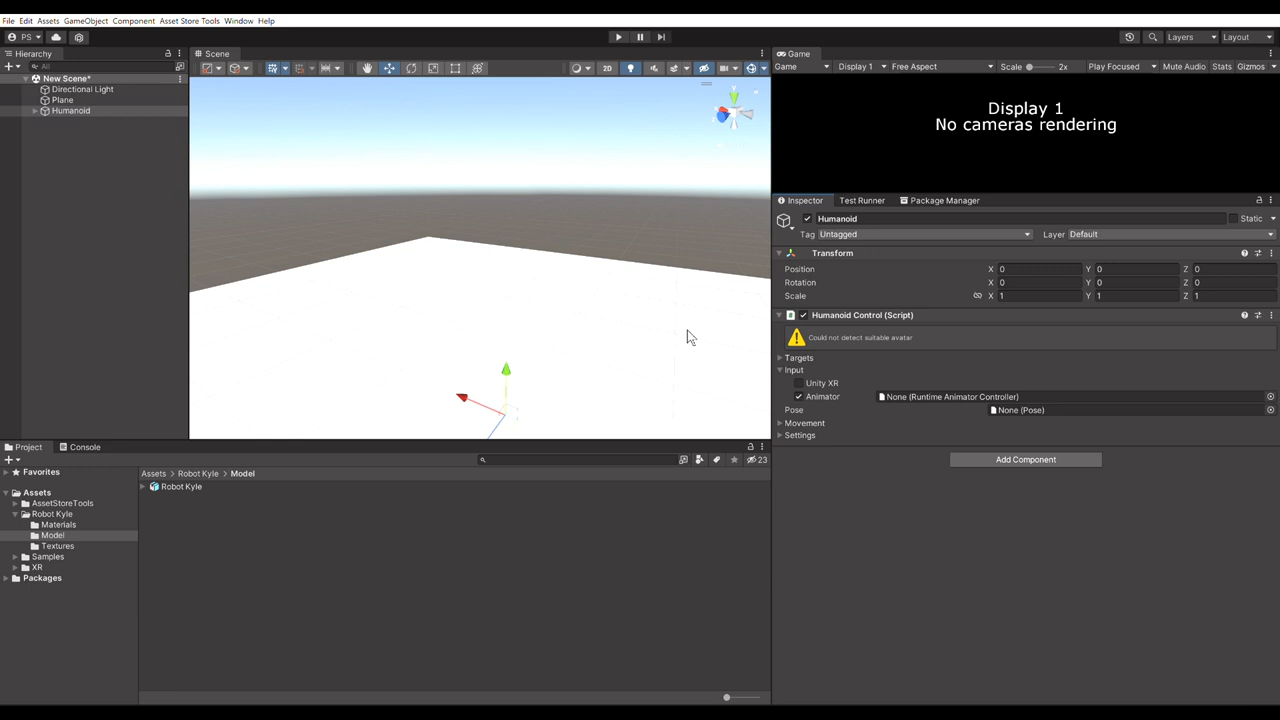 File Edit Assets GameObject Component Asset Store Tools Window Help
PS
Layers Layout
Hierarchy
All
New Scene*
Directional Light
Plane
Humanoid
Scene
2D
Game
Game Display 1 Free Aspect Scale 2x Play Focused Mute Audio Stats Gizmos
Display 1
No cameras rendering
Inspector Test Runner Package Manager
Humanoid Static
Tag Untagged Layer Default
Transform
Position X 0 Y 0 Z 0
Rotation X 0 Y 0 Z 0
Scale X 1 Y 1 Z 1
Humanoid Control (Script)
Could not detect suitable avatar
Targets
Input
Unity XR
Animator None (Runtime Animator Controller)
Pose None (Pose)
Movement
Settings
Add Component
Project Console
23
Favorites
Assets
AssetStoreTools
Robot Kyle
Materials
Model
Textures
Samples
XR
Packages
Assets > Robot Kyle > Model
Robot Kyle